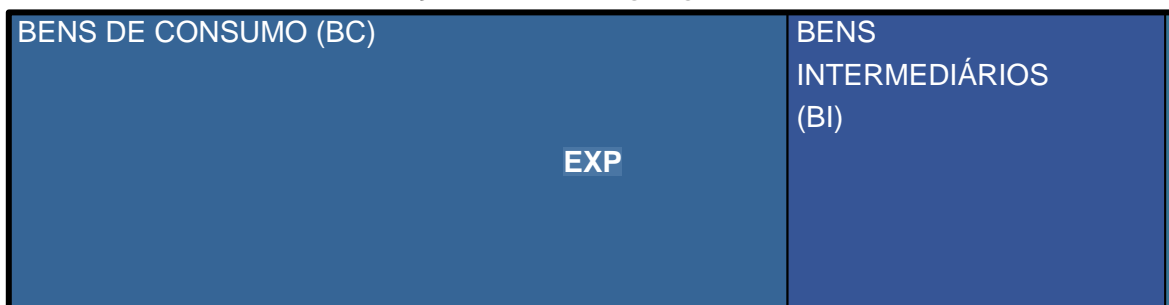 BENS DE CONSUMO (BC)
BENS
INTERMEDIÁRIOS
(BI)
EXP